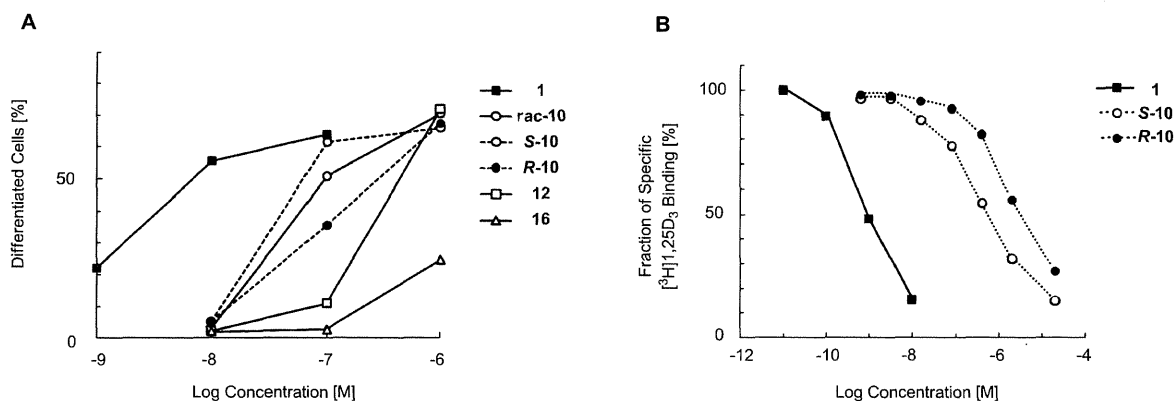 A
Differentiated Cells [%]
50
0
-9
-8
-7
-6
Log Concentration [M]
1
rac-10
S-10
R-10
12
16
B
Fraction of Specific
[³H]1,25D₃ Binding [%]
100
50
0
-12
-10
-8
-6
-4
Log Concentration [M]
1
S-10
R-10